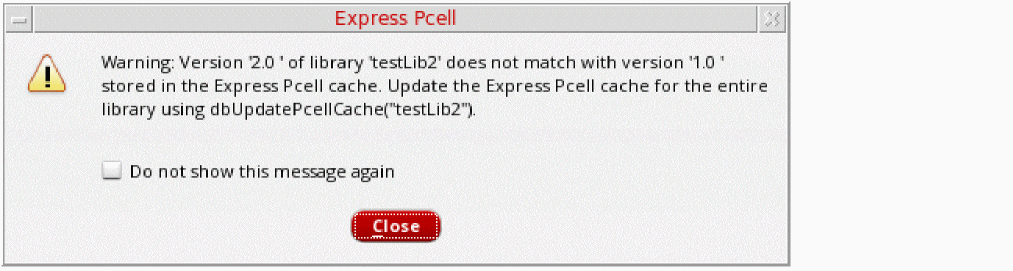 Express Pcell
Warning: Version '2.0 ' of library 'testLib2' does not match with version '1.0 '
stored in the Express Pcell cache. Update the Express Pcell cache for the entire
library using dbUpdatePcellCache("testLib2").
Do not show this message again
Close